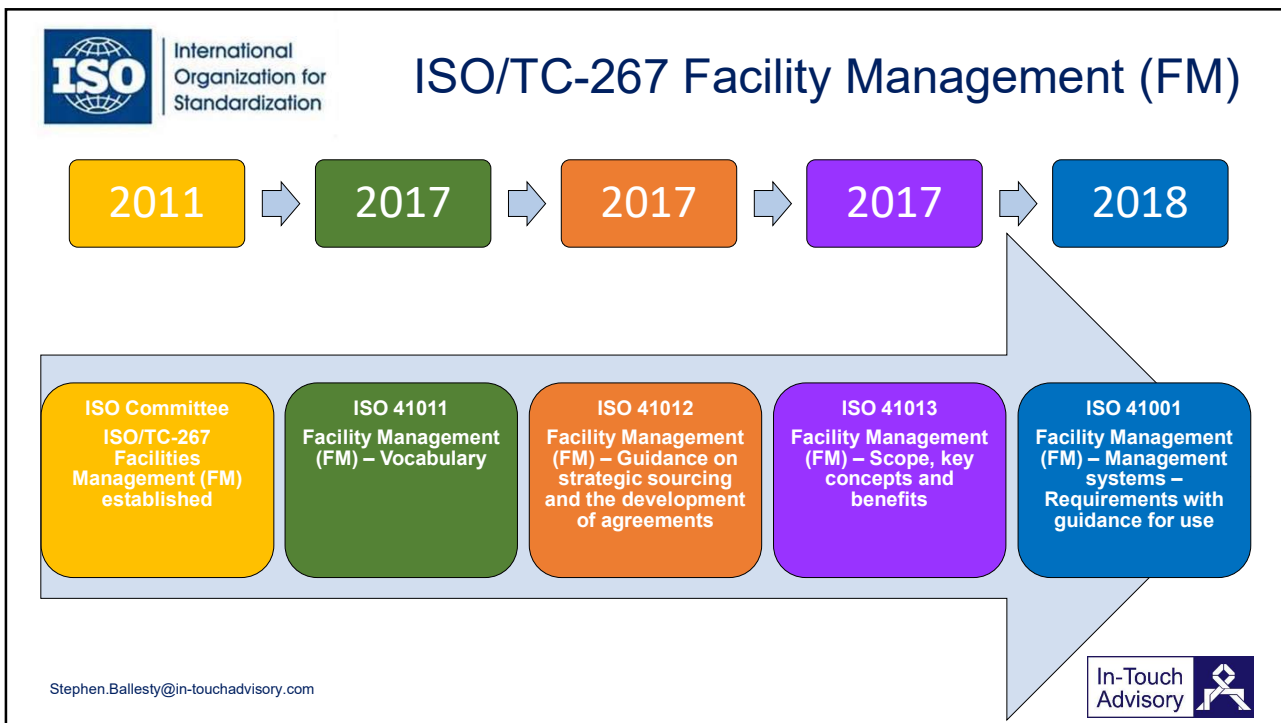 ISO
International
Organization for
Standardization
ISO/TC-267 Facility Management (FM)
2011
2017
2017
2017
2018
ISO Committee
ISO/TC-267
Facilities
Management (FM)
established
ISO 41011
Facility Management
(FM) – Vocabulary
ISO 41012
Facility Management
(FM) – Guidance on
strategic sourcing
and the development
of agreements
ISO 41013
Facility Management
(FM) – Scope, key
concepts and
benefits
ISO 41001
Facility Management
(FM) – Management
systems –
Requirements with
guidance for use
Stephen.Ballesty@in-touchadvisory.com
In-Touch
Advisory